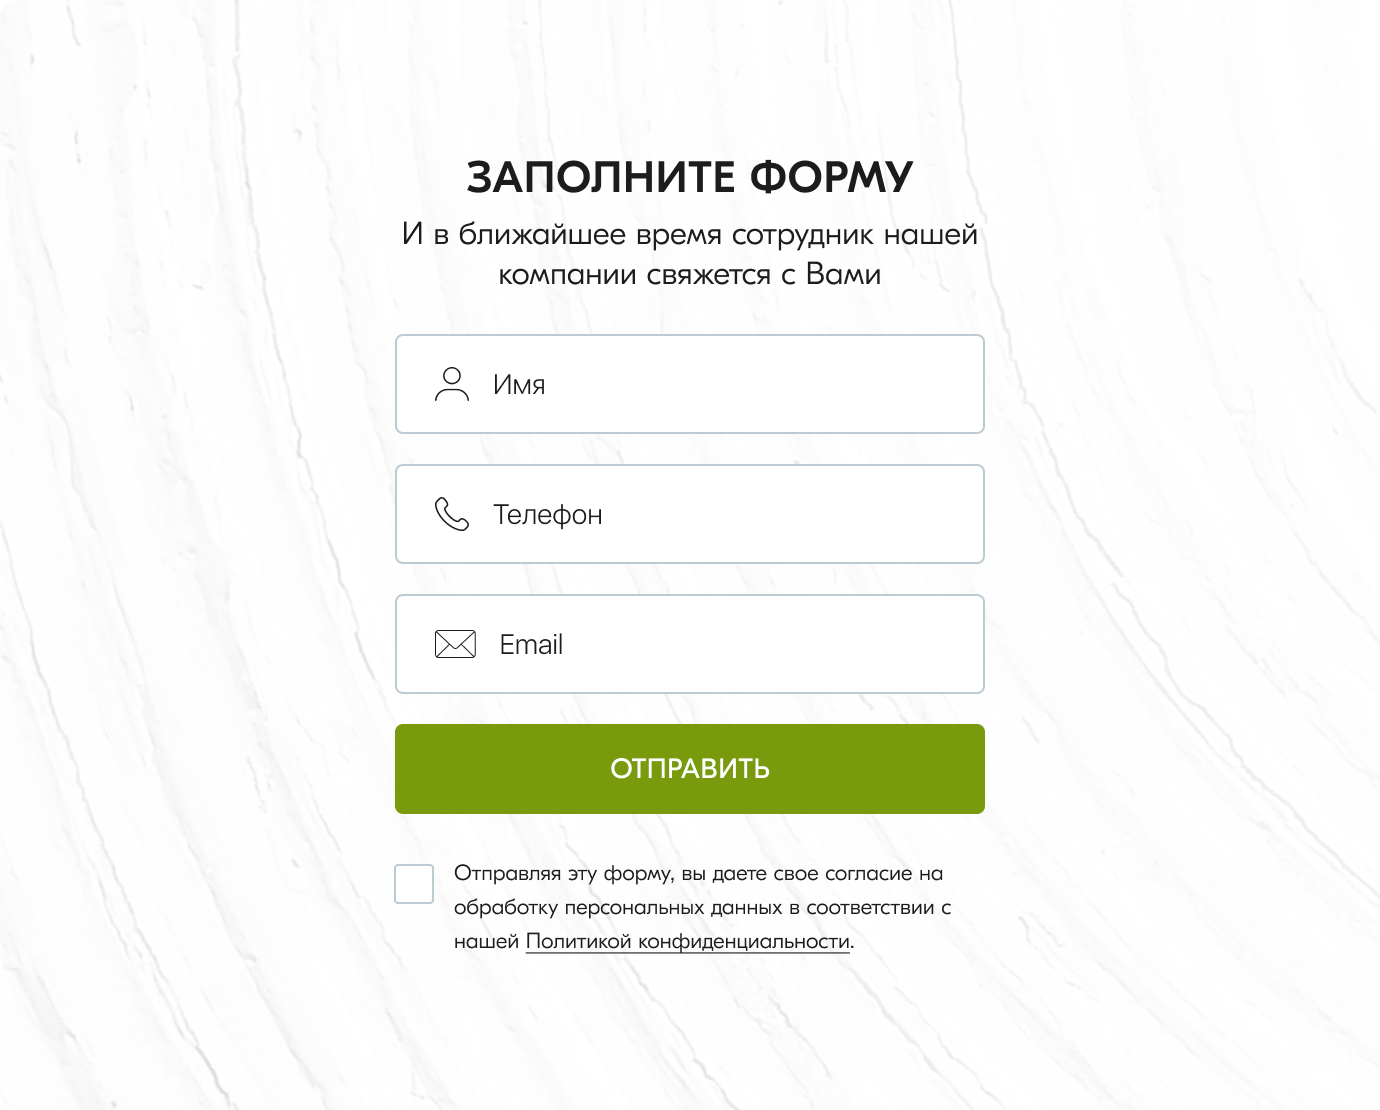 ЗАПОЛНИТЕ ФОРМУ
И в ближайшее время сотрудник нашей
компании свяжется с Вами
Имя
Телефон
Email
ОТПРАВИТЬ
Отправляя эту форму, вы даете свое согласие на
обработку персональных данных в соответствии с
нашей Политикой конфиденциальности.